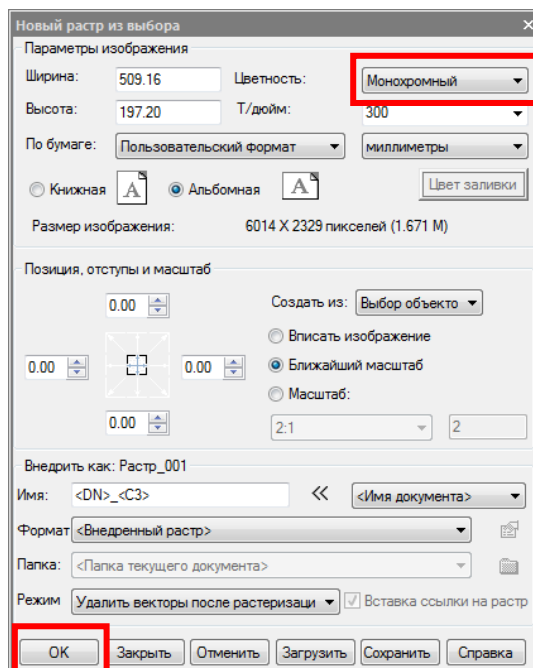 Новый растр из выбора
Параметры изображения
Ширина: 509.16 Цветность: Монохромный
Высота: 197.20 Т/дюйм: 300
По бумаге: Пользовательский формат миллиметры
Книжная A Альбомная A Цвет заливки
Размер изображения: 6014 X 2329 пикселей (1.671 M)
Позиция, отступы и масштаб
0.00 Создать из: Выбор объекто
Вписать изображение
0.00 0.00 Ближайший масштаб
Масштаб:
0.00 2:1 2
Внедрить как: Растр_001
Имя: <DN>_<C3> << <Имя документа>
Формат <Внедренный растр>
Папка: <Папка текущего документа>
Режим Удалить векторы после растеризаци Вставка ссылки на растр
OK Закрыть Отменить Загрузить Сохранить Справка